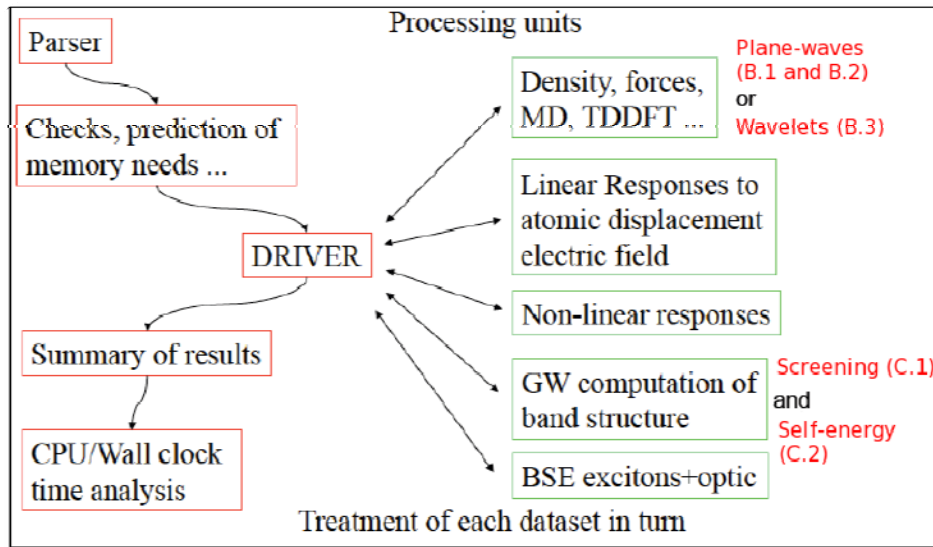 Processing units
Parser
Checks, prediction of
memory needs ...
DRIVER
Summary of results
CPU/Wall clock
time analysis
Density, forces,
MD, TDDFT ...
Plane-waves
(B.1 and B.2)
or
Wavelets (B.3)
Linear Responses to
atomic displacement
electric field
Non-linear responses
GW computation of
band structure
Screening (C.1)
and
Self-energy
(C.2)
BSE excitons+optic
Treatment of each dataset in turn